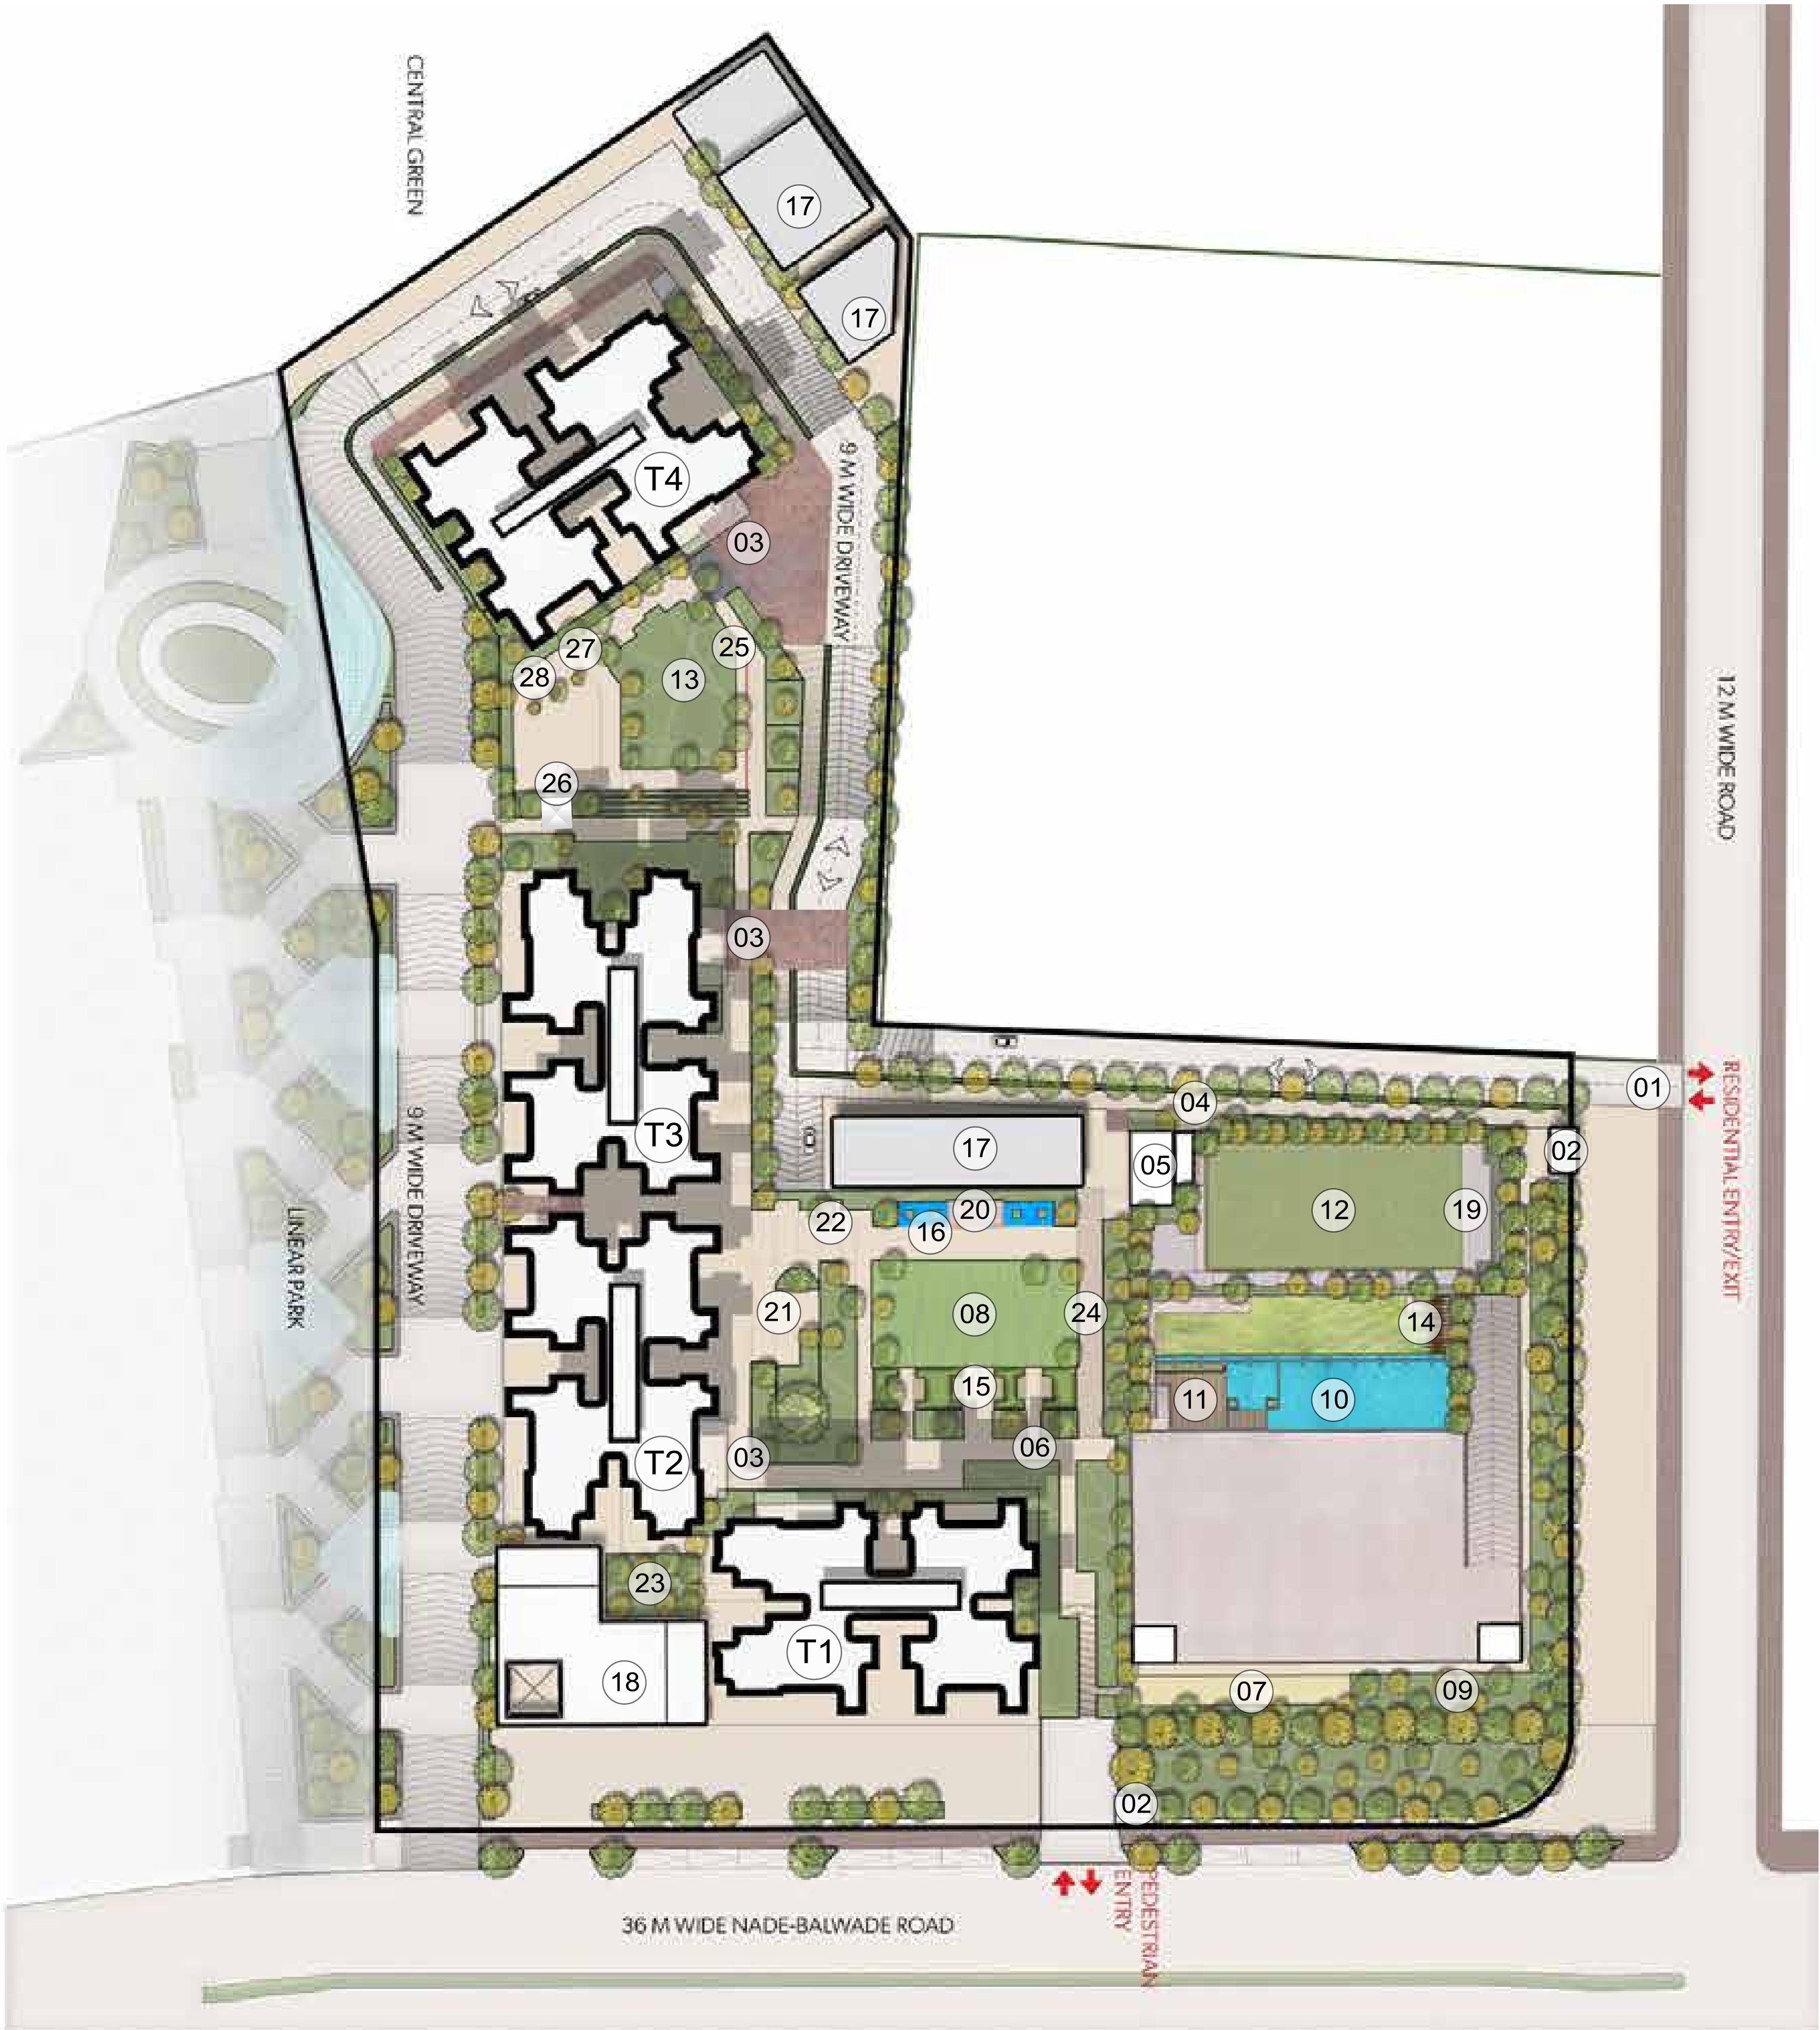 CENTRAL GREEN
17
17
T4
9 M WIDE DRIVEWAY
03
27
25
28
13
12 M WIDE ROAD
26
03
01
RESIDENTIAL ENTRY/EXIT
04
T3
17
05
02
9 M WIDE DRIVEWAY
LINEAR PARK
22
16
20
12
19
21
08
24
14
15
11
10
T2
03
06
23
T1
18
07
09
02
PEDESTRIAN
ENTRY
36 M WIDE NADE-BALWADE ROAD